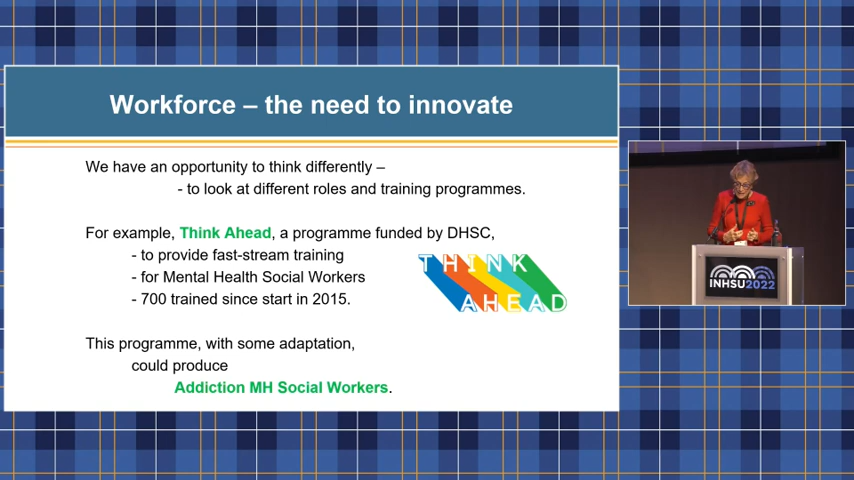 Workforce – the need to innovate
We have an opportunity to think differently –
- to look at different roles and training programmes.
For example, Think Ahead, a programme funded by DHSC,
- to provide fast-stream training
- for Mental Health Social Workers
- 700 trained since start in 2015.
THINK
AHEAD
This programme, with some adaptation,
could produce
Addiction MH Social Workers.
INHSU2022